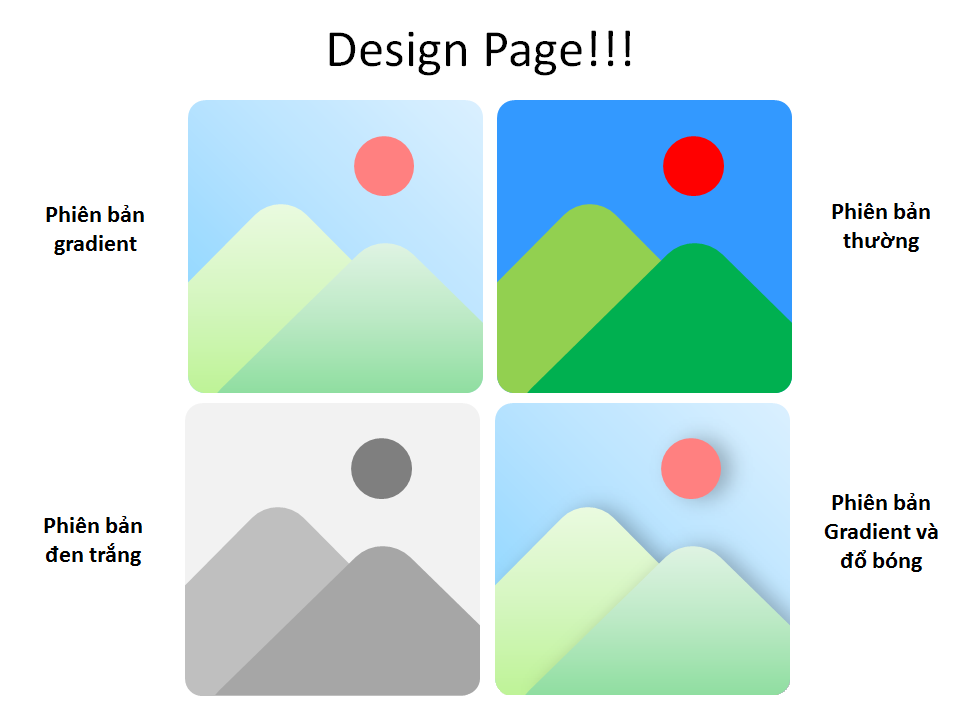 Design Page!!!
Phiên bản
gradient
Phiên bản
thường
Phiên bản
đen trắng
Phiên bản
Gradient và
đổ bóng